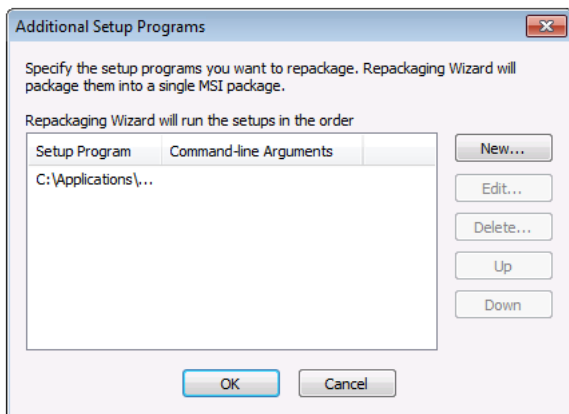 Additional Setup Programs
Specify the setup programs you want to repackage. Repackaging Wizard will
package them into a single MSI package.
Repackaging Wizard will run the setups in the order
Setup Program Command-line Arguments
New...
C:\Applications\...
Edit...
Delete...
Up
Down
OK Cancel